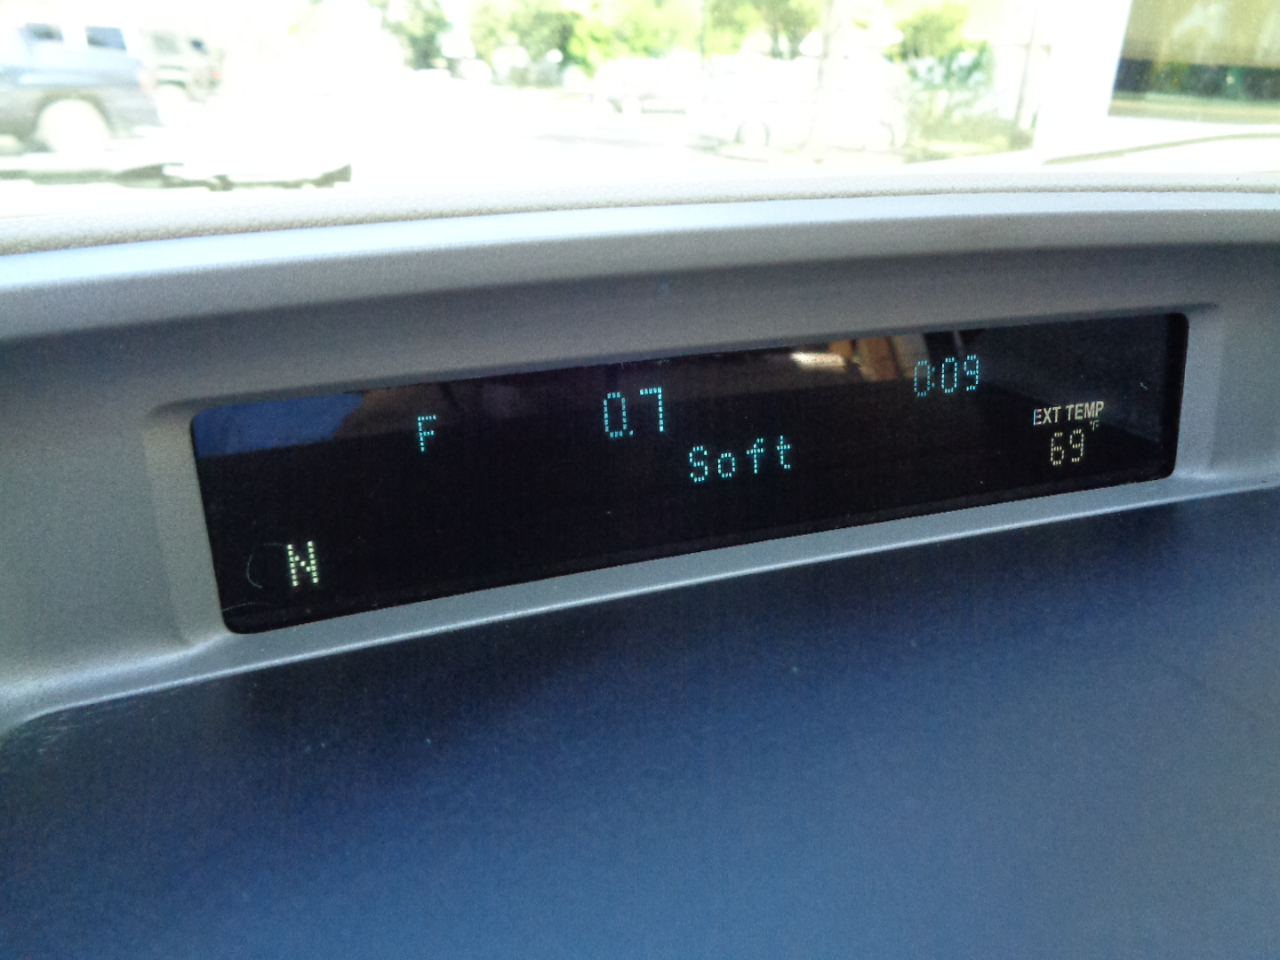 F 0.7 0:09
Soft
EXT TEMP
69 °F
N